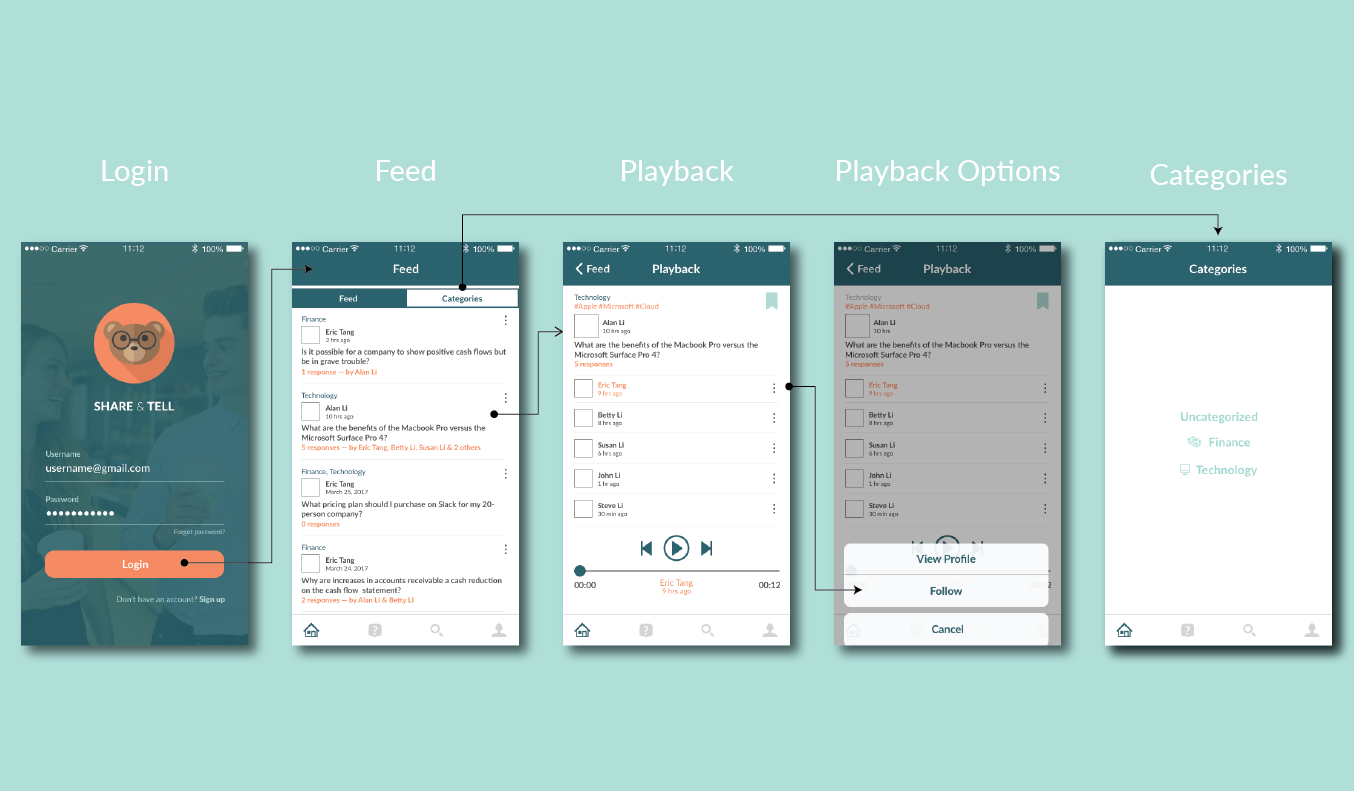 Login
Feed
Playback
Playback Options
Categories
Carrier 11:12 100%
SHARE & TELL
Username
username@gmail.com
Password
Forgot password?
Login
Don't have an account? Sign up
Carrier 11:12 100%
Feed
Feed Categories
Finance
Eric Tang
2 hrs ago
Is it possible for a company to show positive cash flows but
be in grave trouble?
1 response — by Alan Li
Technology
Alan Li
10 hrs ago
What are the benefits of the Macbook Pro versus the
Microsoft Surface Pro 4?
5 responses — by Eric Tang, Betty Li, Susan Li & 2 others
Finance, Technology
Eric Tang
March 25, 2017
What pricing plan should I purchase on Slack for my 20-
person company?
0 responses
Finance
Eric Tang
March 24, 2017
Why are increases in accounts receivable a cash reduction
on the cash flow statement?
2 responses — by Alan Li & Betty Li
Carrier 11:12 100%
Feed Playback
Technology
#Apple #Microsoft #Cloud
Alan Li
10 hrs ago
What are the benefits of the Macbook Pro versus the
Microsoft Surface Pro 4?
5 responses
Eric Tang
9 hrs ago
Betty Li
8 hrs ago
Susan Li
6 hrs ago
John Li
1 hr ago
Steve Li
30 min ago
00:00 Eric Tang 00:12
9 hrs ago
Carrier 11:12 100%
Feed Playback
Technology
#Apple #Microsoft #Cloud
Alan Li
10 hrs
What are the benefits of the Macbook Pro versus the
Microsoft Surface Pro 4?
5 responses
Eric Tang
9 hrs ago
Betty Li
8 hrs ago
Susan Li
6 hrs ago
John Li
1 hr ago
Steve Li
30 min ago
View Profile
Follow
Cancel
Carrier 11:12 100%
Categories
Uncategorized
Finance
Technology